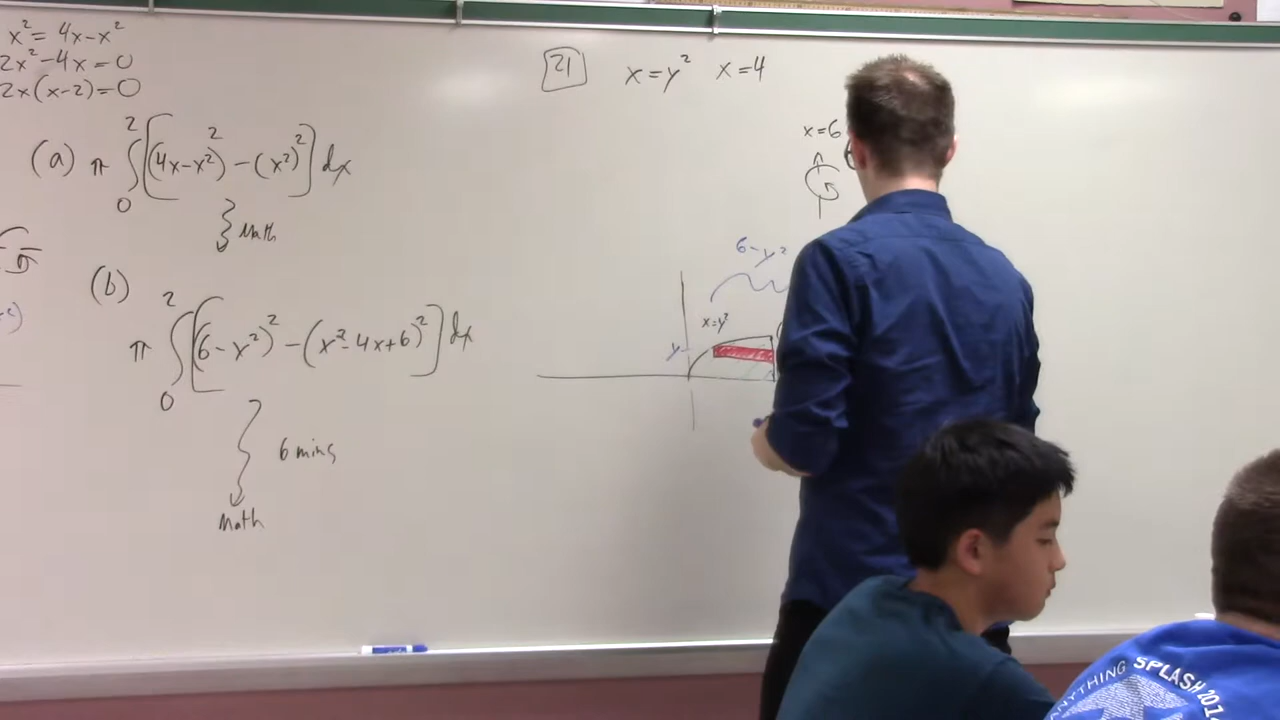 x² = 4x-x²
2x²-4x=0
2x(x-2)=0
(a) π ∫₀² [(4x-x²)² - (x²)²] dx
Math
(b)
π ∫₀² [(6-x²)² - (x²-4x+6)²] dx
6 mins
Math
21 x=y² x=4
x=6
6-y²
x=y²
y
ANYTHING SPLASH 201